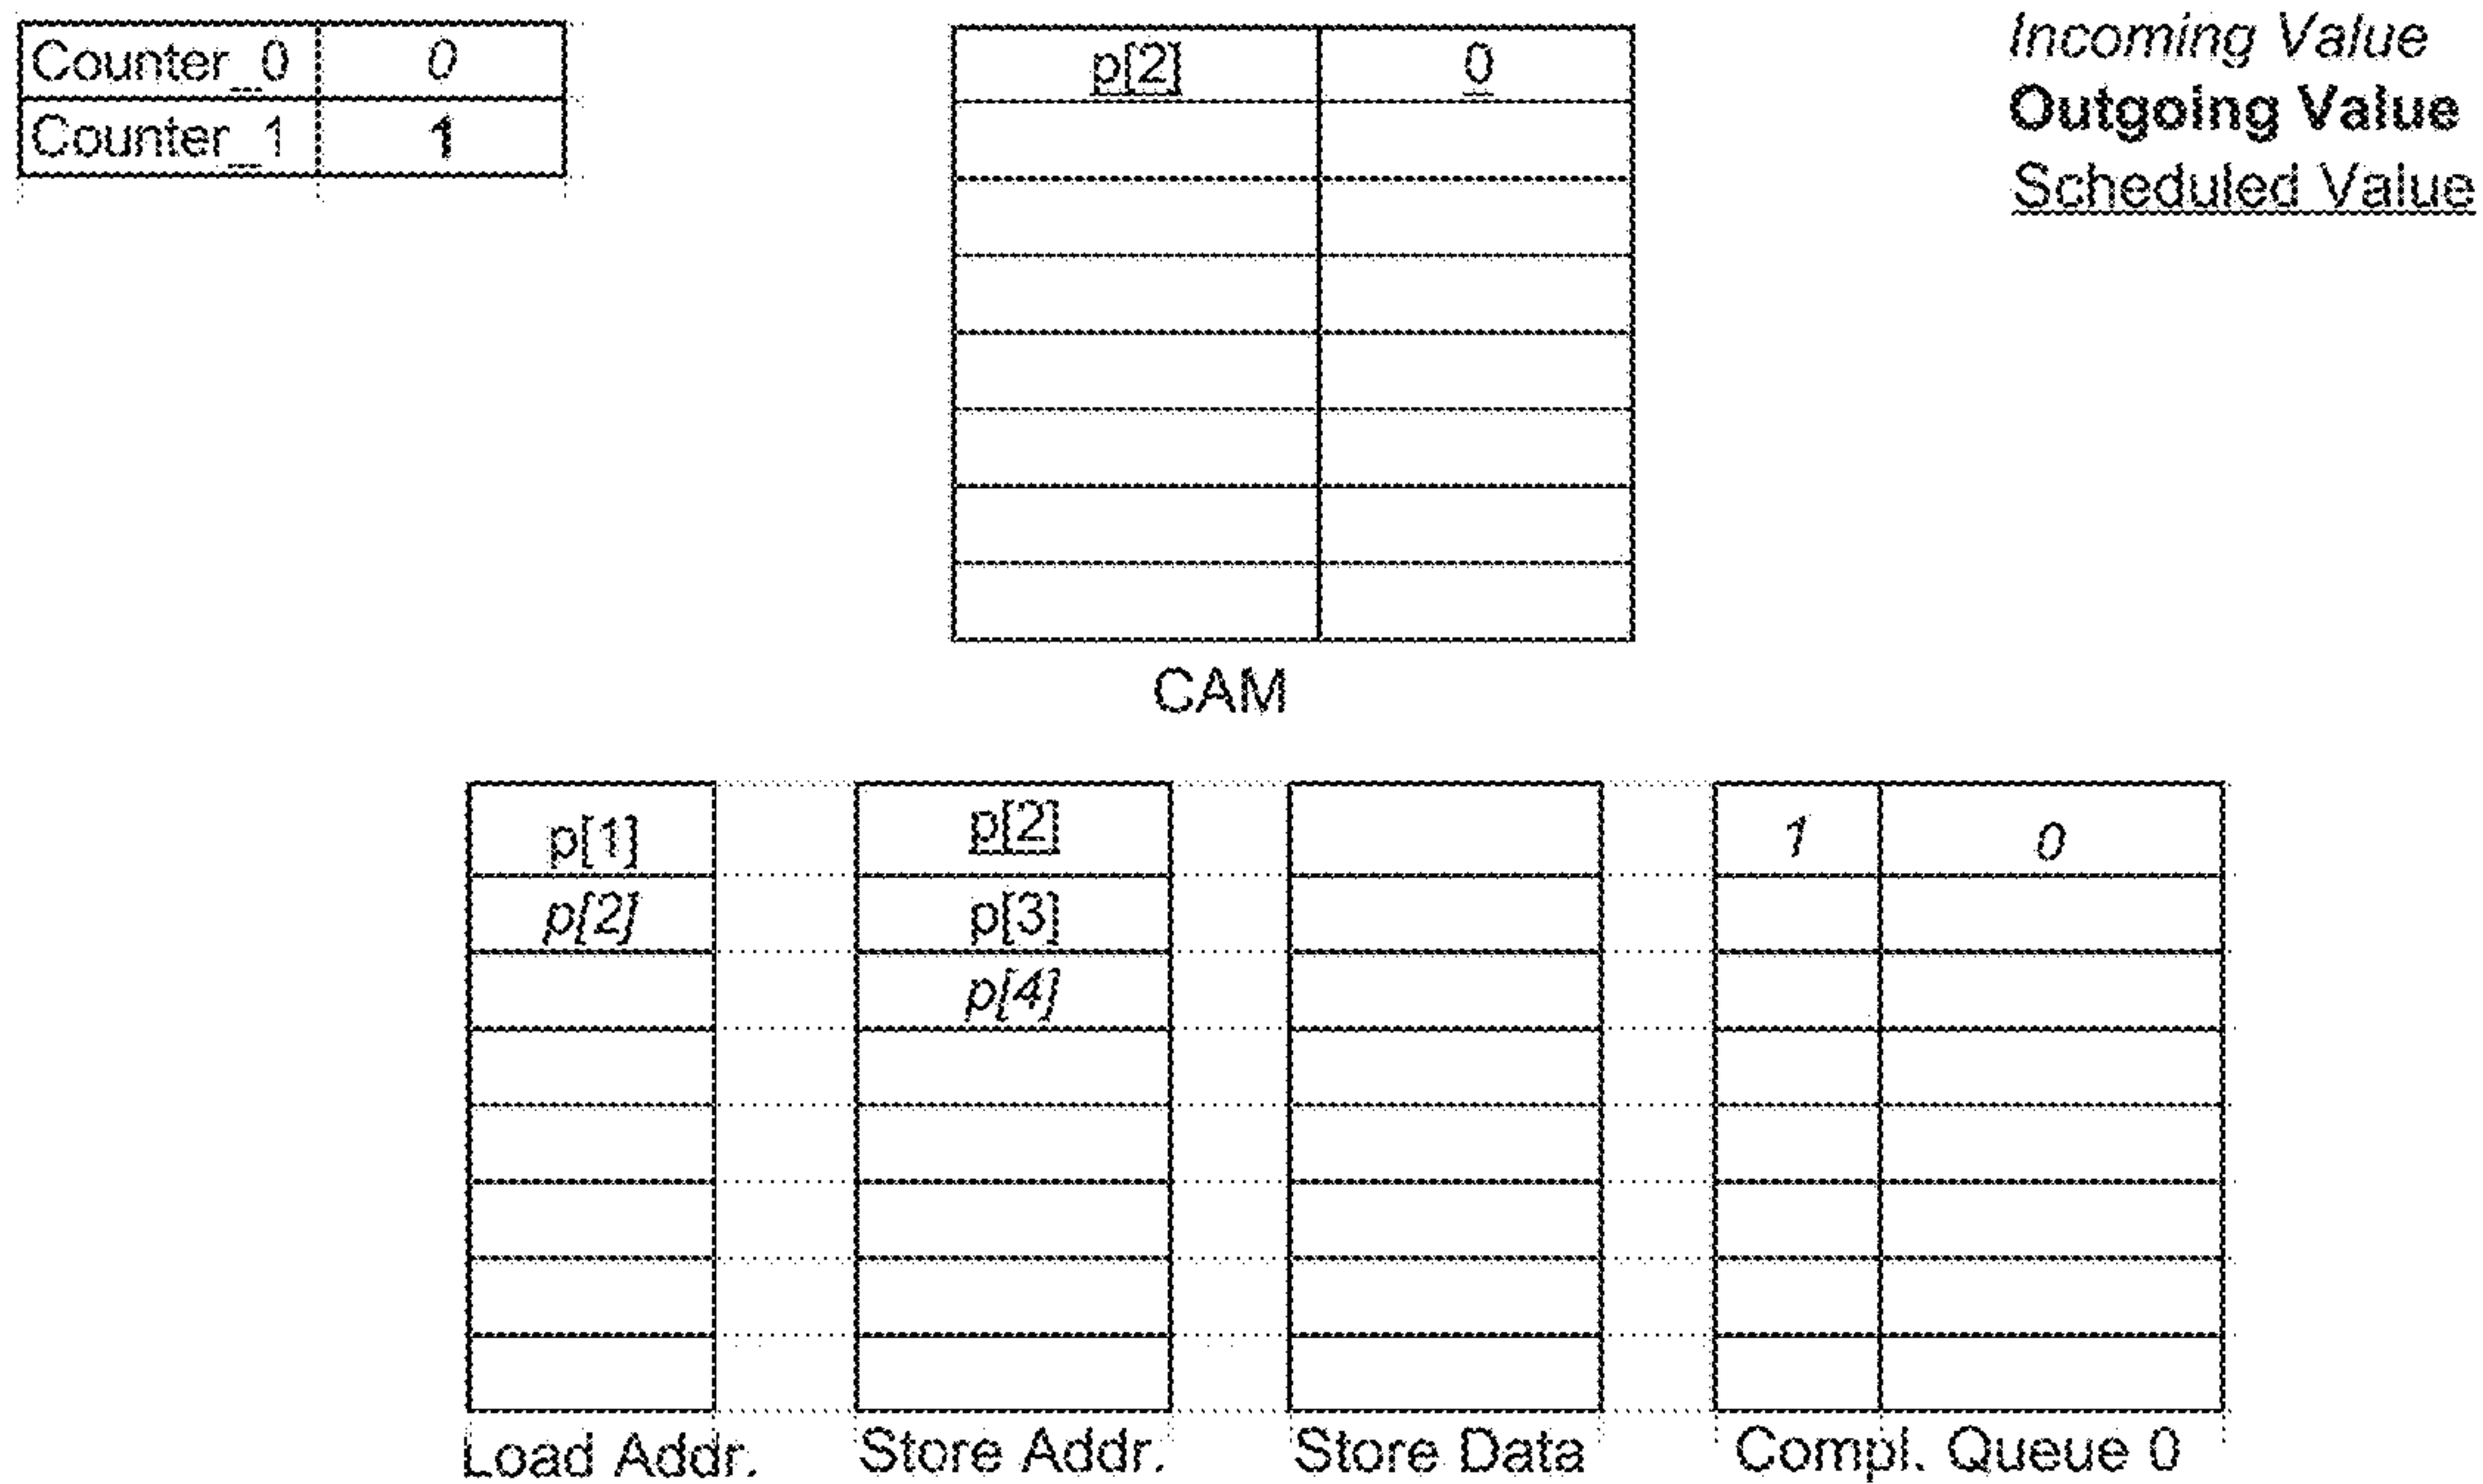 Counter_0 0
Counter_1 1
p[2] 0
Incoming Value
Outgoing Value
Scheduled Value
CAM
p[1] p[2] 1 0
p[2] p[3]
p[4]
Load Addr. Store Addr. Store Data Compl. Queue 0